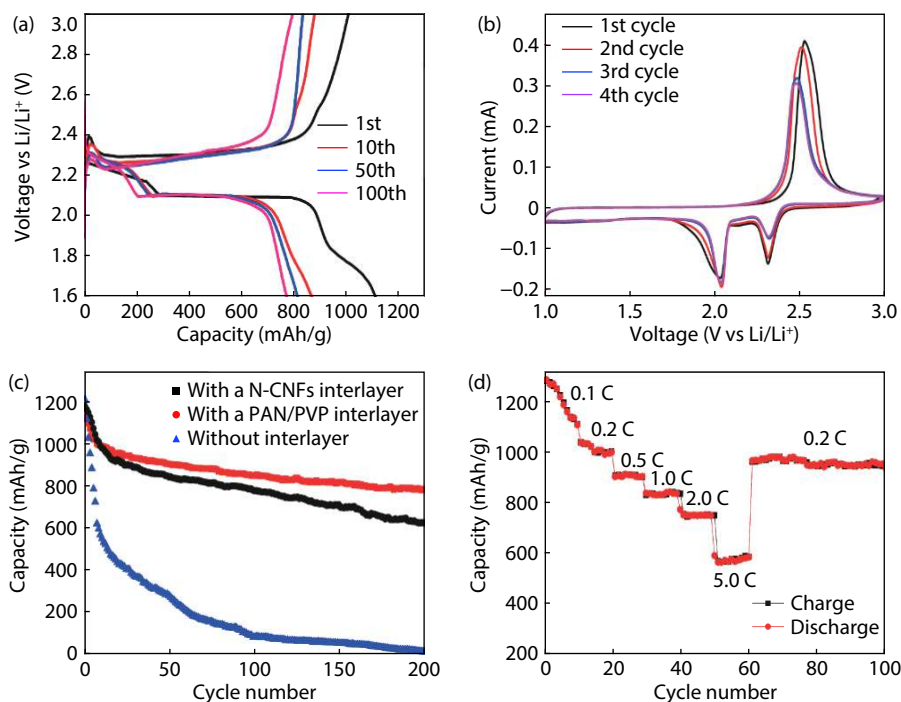 (a)
Voltage vs Li/Li⁺ (V)
3.0
2.6
2.4
2.2
2.0
1.6
1st
10th
50th
100th
0 200 400 600 800 1000 1200
Capacity (mAh/g)
(b)
Current (mA)
0.4
0.3
0.2
0.1
0
−0.1
−0.2
1st cycle
2nd cycle
3rd cycle
4th cycle
1.0 1.5 2.0 2.5 3.0
Voltage (V vs Li/Li⁺)
(c)
Capacity (mAh/g)
1200
1000
800
600
400
200
0
With a N-CNFs interlayer
With a PAN/PVP interlayer
Without interlayer
0 50 100 150 200
Cycle number
(d)
Capacity (mAh/g)
1200
1000
800
600
400
200
0.1 C
0.2 C
0.5 C
1.0 C
2.0 C
5.0 C
0.2 C
Charge
Discharge
0 20 40 60 80 100
Cycle number